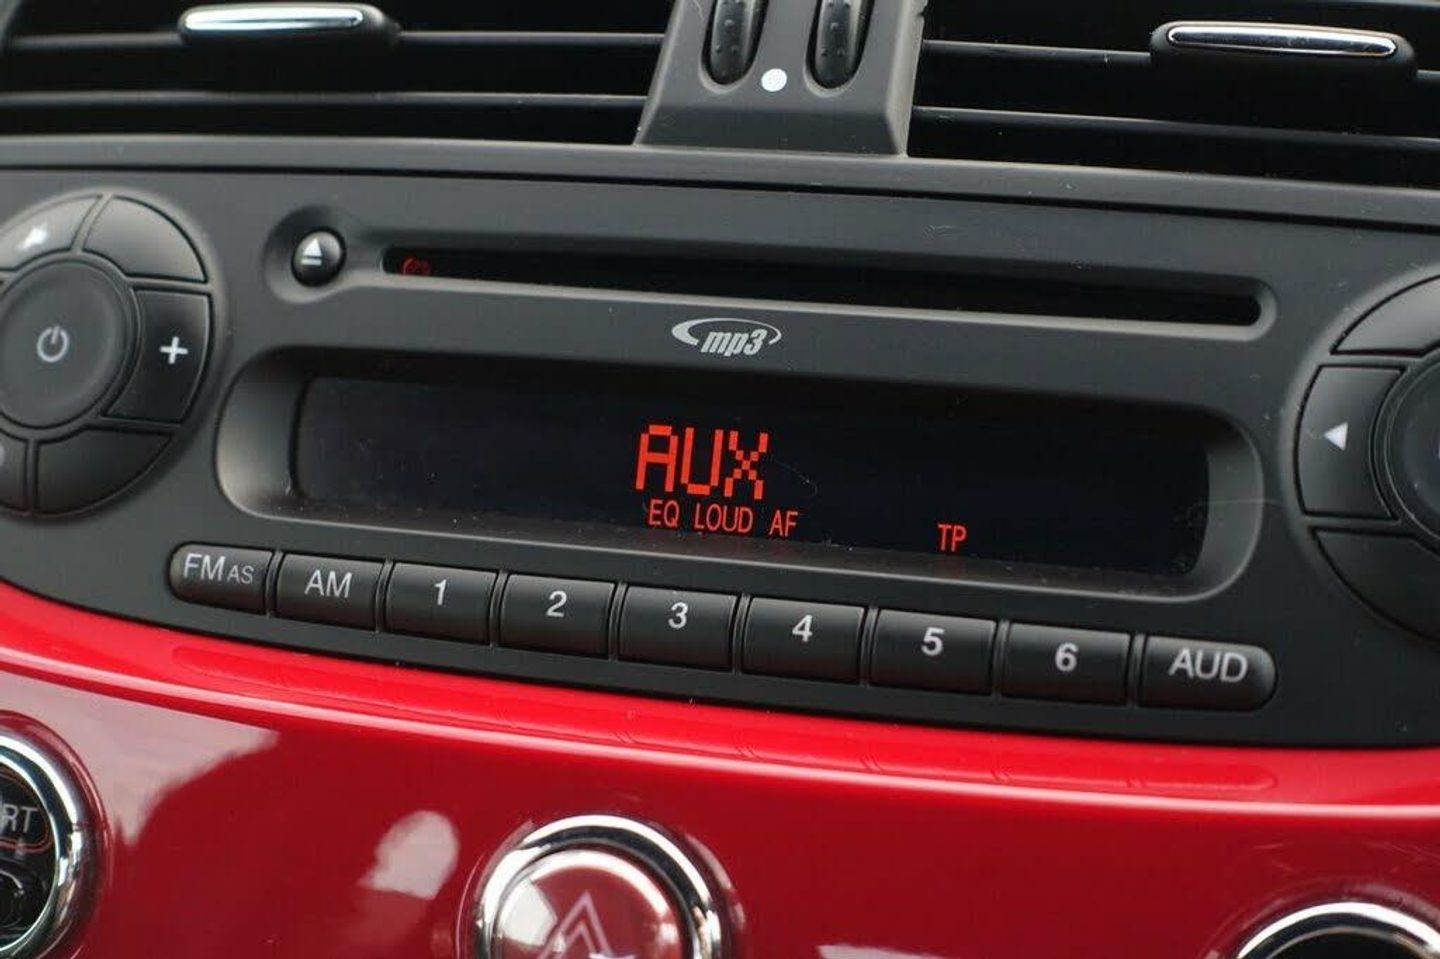 mp3
AUX
EQ LOUD AF TP
FM AS AM 1 2 3 4 5 6 AUD